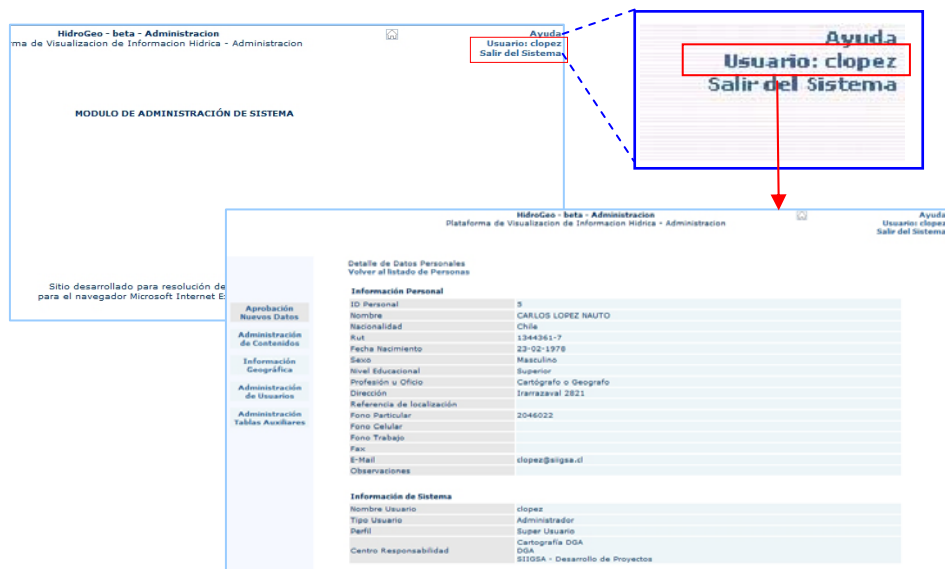 HidroGeo - beta - Administracion
ma de Visualizacion de Informacion Hidrica - Administracion
Ayuda
Usuario: clopez
Salir del Sistema
MODULO DE ADMINISTRACIÓN DE SISTEMA
Sitio desarrollado para resolución de
para el navegador Microsoft Internet E
Ayuda
Usuario: clopez
Salir del Sistema
HidroGeo - beta - Administracion
Plataforma de Visualizacion de Informacion Hidrica - Administracion
Ayuda
Usuario: clopez
Salir del Sistema
Aprobación
Nuevos Datos
Administración
de Contenidos
Información
Geográfica
Administración
de Usuarios
Administración
Tablas Auxiliares
Detalle de Datos Personales
Volver al listado de Personas
Información Personal
ID Personal 5
Nombre CARLOS LOPEZ NAUTO
Nacionalidad Chile
Rut 1344361-7
Fecha Nacimiento 23-02-1978
Sexo Masculino
Nivel Educacional Superior
Profesión u Oficio Cartógrafo o Geografo
Dirección Irarrazaval 2821
Referencia de localización
Fono Particular 2046022
Fono Celular
Fono Trabajo
Fax
E-Mail clopez@siigsa.cl
Observaciones
Información de Sistema
Nombre Usuario clopez
Tipo Usuario Administrador
Perfil Super Usuario
Centro Responsabilidad Cartografía DGA
DGA
SIIGSA - Desarrollo de Proyectos